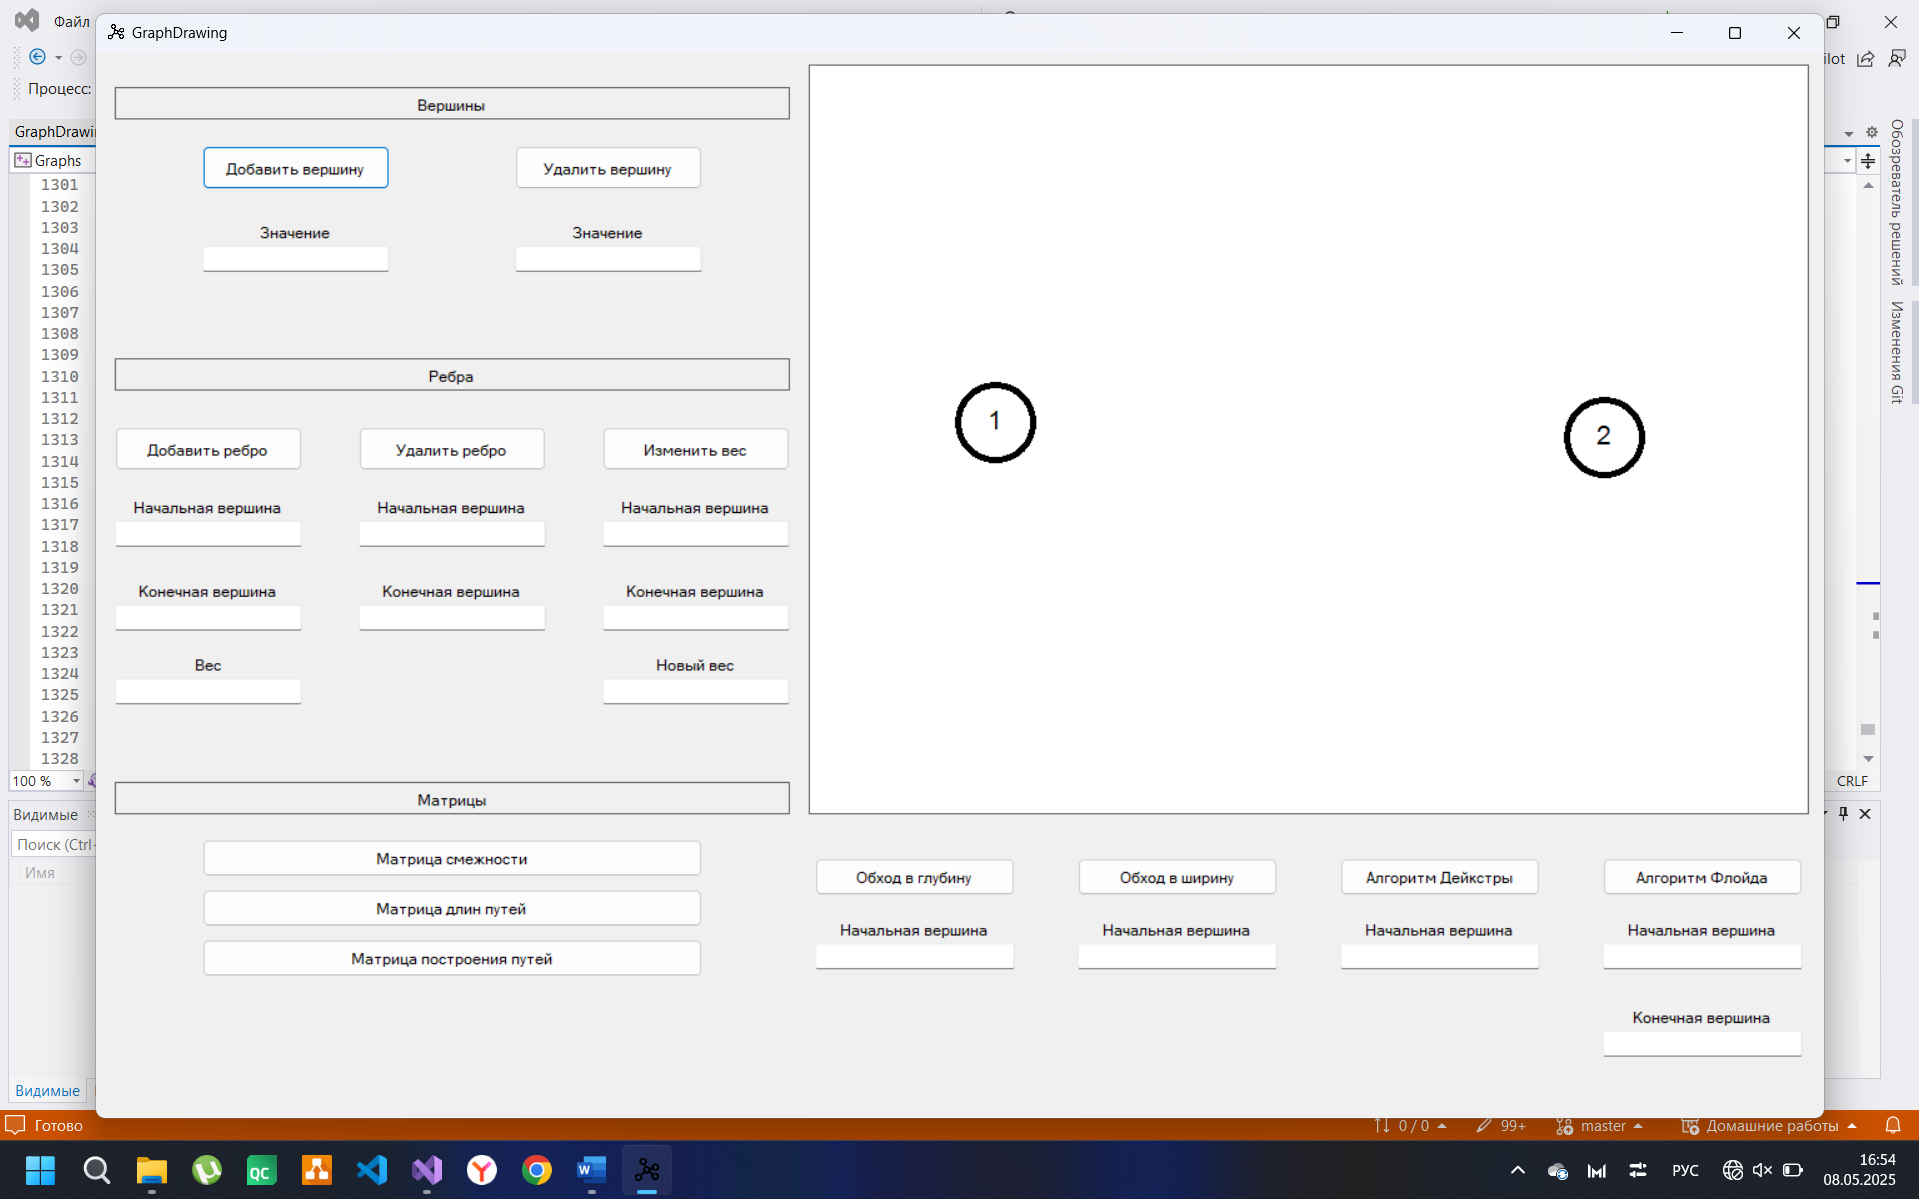 Файл
GraphDrawing
ilot
Процесс:
GraphDrawi
Graphs
1301
1302
1303
1304
1305
1306
1307
1308
1309
1310
1311
1312
1313
1314
1315
1316
1317
1318
1319
1320
1321
1322
1323
1324
1325
1326
1327
1328
100 %
CRLF
Видимые
Поиск (Ctrl-
Имя
Видимые
Обозреватель решений
Изменения Git
Вершины
Добавить вершину Удалить вершину
Значение Значение
Ребра
Добавить ребро Удалить ребро Изменить вес
Начальная вершина Начальная вершина Начальная вершина
Конечная вершина Конечная вершина Конечная вершина
Вес Новый вес
Матрицы
Матрица смежности
Матрица длин путей
Матрица построения путей
1
2
Обход в глубину Обход в ширину Алгоритм Дейкстры Алгоритм Флойда
Начальная вершина Начальная вершина Начальная вершина Начальная вершина
Конечная вершина
Готово 0 / 0 99+ master Домашние работы
QC
РУС
16:54
08.05.2025